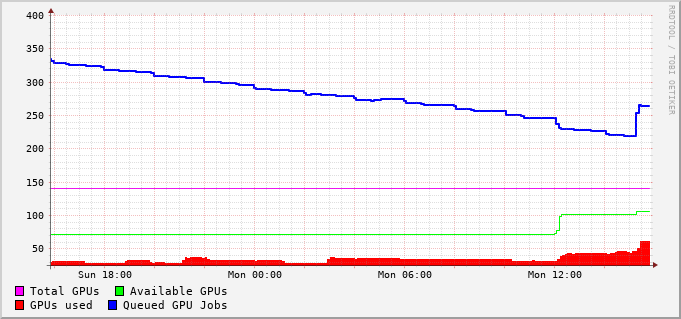 400
350
300
250
200
150
100
50
Sun 18:00 Mon 00:00 Mon 06:00 Mon 12:00
Total GPUs Available GPUs
GPUs used Queued GPU Jobs
RRDTOOL / TOBI OETIKER